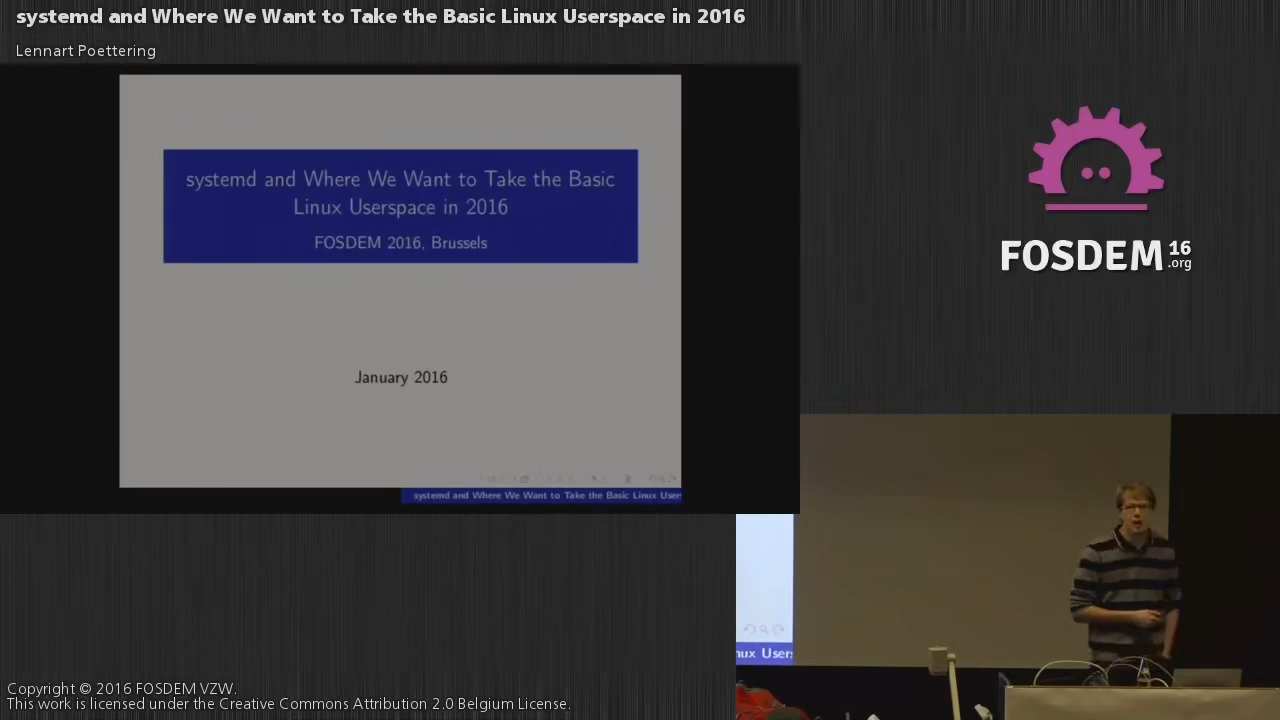 systemd and Where We Want to Take the Basic Linux Userspace in 2016
Lennart Poettering
systemd and Where We Want to Take the Basic
Linux Userspace in 2016
FOSDEM 2016, Brussels
January 2016
systemd and Where We Want to Take the Basic Linux User
FOSDEM 16
.org
nux Users
Copyright © 2016 FOSDEM VZW.
This work is licensed under the Creative Commons Attribution 2.0 Belgium License.